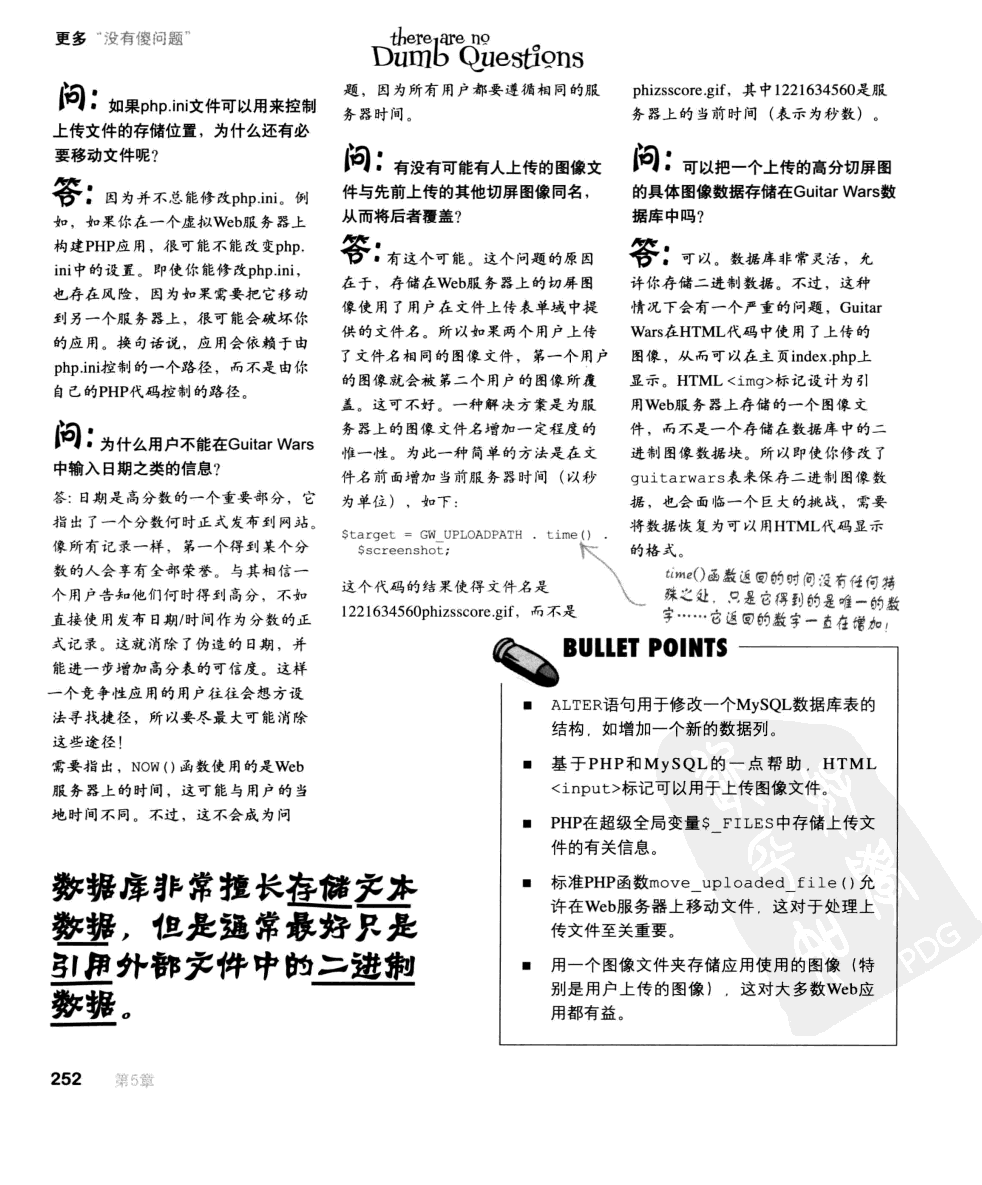 更多 “没有傻问题”
there are no
Dumb Questions
问：如果php.ini文件可以用来控制
上传文件的存储位置，为什么还有必
要移动文件呢？
答：因为并不总能修改php.ini。例
如，如果你在一个虚拟Web服务器上
构建PHP应用，很可能不能改变php.
ini中的设置。即使你能修改php.ini，
也存在风险，因为如果需要把它移动
到另一个服务器上，很可能会破坏你
的应用。换句话说，应用会依赖于由
php.ini控制的一个路径，而不是由你
自己的PHP代码控制的路径。
问：为什么用户不能在Guitar Wars
中输入日期之类的信息？
答: 日期是高分数的一个重要部分，它
指出了一个分数何时正式发布到网站。
像所有记录一样，第一个得到某个分
数的人会享有全部荣誉。与其相信一
个用户告知他们何时得到高分，不如
直接使用发布日期/时间作为分数的正
式记录。这就消除了伪造的日期，并
能进一步增加高分表的可信度。这样
一个竞争性应用的用户往往会想方设
法寻找捷径，所以要尽最大可能消除
这些途径！
需要指出，NOW()函数使用的是Web
服务器上的时间，这可能与用户的当
地时间不同。不过，这不会成为问
题，因为所有用户都要遵循相同的服
务器时间。
问：有没有可能有人上传的图像文
件与先前上传的其他切屏图像同名，
从而将后者覆盖？
答：有这个可能。这个问题的原因
在于，存储在Web服务器上的切屏图
像使用了用户在文件上传表单域中提
供的文件名。所以如果两个用户上传
了文件名相同的图像文件，第一个用户
的图像就会被第二个用户的图像所覆
盖。这可不好。一种解决方案是为服
务器上的图像文件名增加一定程度的
惟一性。为此一种简单的方法是在文
件名前面增加当前服务器时间（以秒
为单位），如下：
$target = GW_UPLOADPATH . time() .
$screenshot;
这个代码的结果使得文件名是
1221634560phizsscore.gif，而不是
phizsscore.gif，其中1221634560是服
务器上的当前时间（表示为秒数）。
问：可以把一个上传的高分切屏图
的具体图像数据存储在Guitar Wars数
据库中吗？
答：可以。数据库非常灵活，允
许你存储二进制数据。不过，这种
情况下会有一个严重的问题，Guitar
Wars在HTML代码中使用了上传的
图像，从而可以在主页index.php上
显示。HTML <img>标记设计为引
用Web服务器上存储的一个图像文
件，而不是一个存储在数据库中的二
进制图像数据块。所以即使你修改了
guitarwars表来保存二进制图像数
据，也会面临一个巨大的挑战，需要
将数据恢复为可以用HTML代码显示
的格式。
time()函数返回的时间没有任何特
殊之处，只是它得到的是唯一的数
字……它返回的数字一直在增加！
BULLET POINTS
■ ALTER语句用于修改一个MySQL数据库表的
结构，如增加一个新的数据列。
■ 基于PHP和MySQL的一点帮助，HTML
<input>标记可以用于上传图像文件。
■ PHP在超级全局变量$_FILES中存储上传文
件的有关信息。
■ 标准PHP函数move_uploaded_file()允
许在Web服务器上移动文件，这对于处理上
传文件至关重要。
■ 用一个图像文件夹存储应用使用的图像（特
别是用户上传的图像），这对大多数Web应
用都有益。
PDG
数据库非常擅长存储文本
数据，但是通常最好只是
引用外部文件中的二进制
数据。
252 第5章